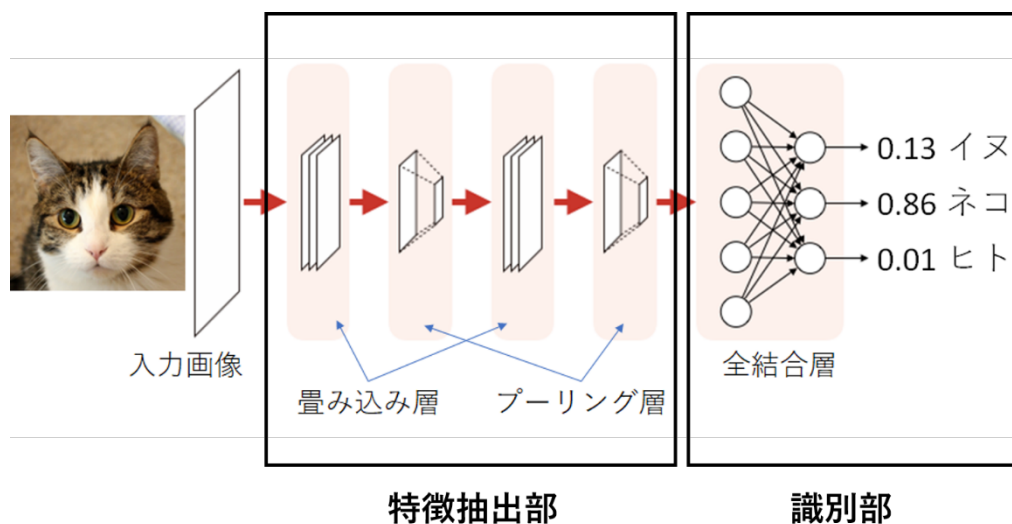 0.13 イヌ
0.86 ネコ
0.01 ヒト
入力画像
畳み込み層
プーリング層
全結合層
特徴抽出部
識別部